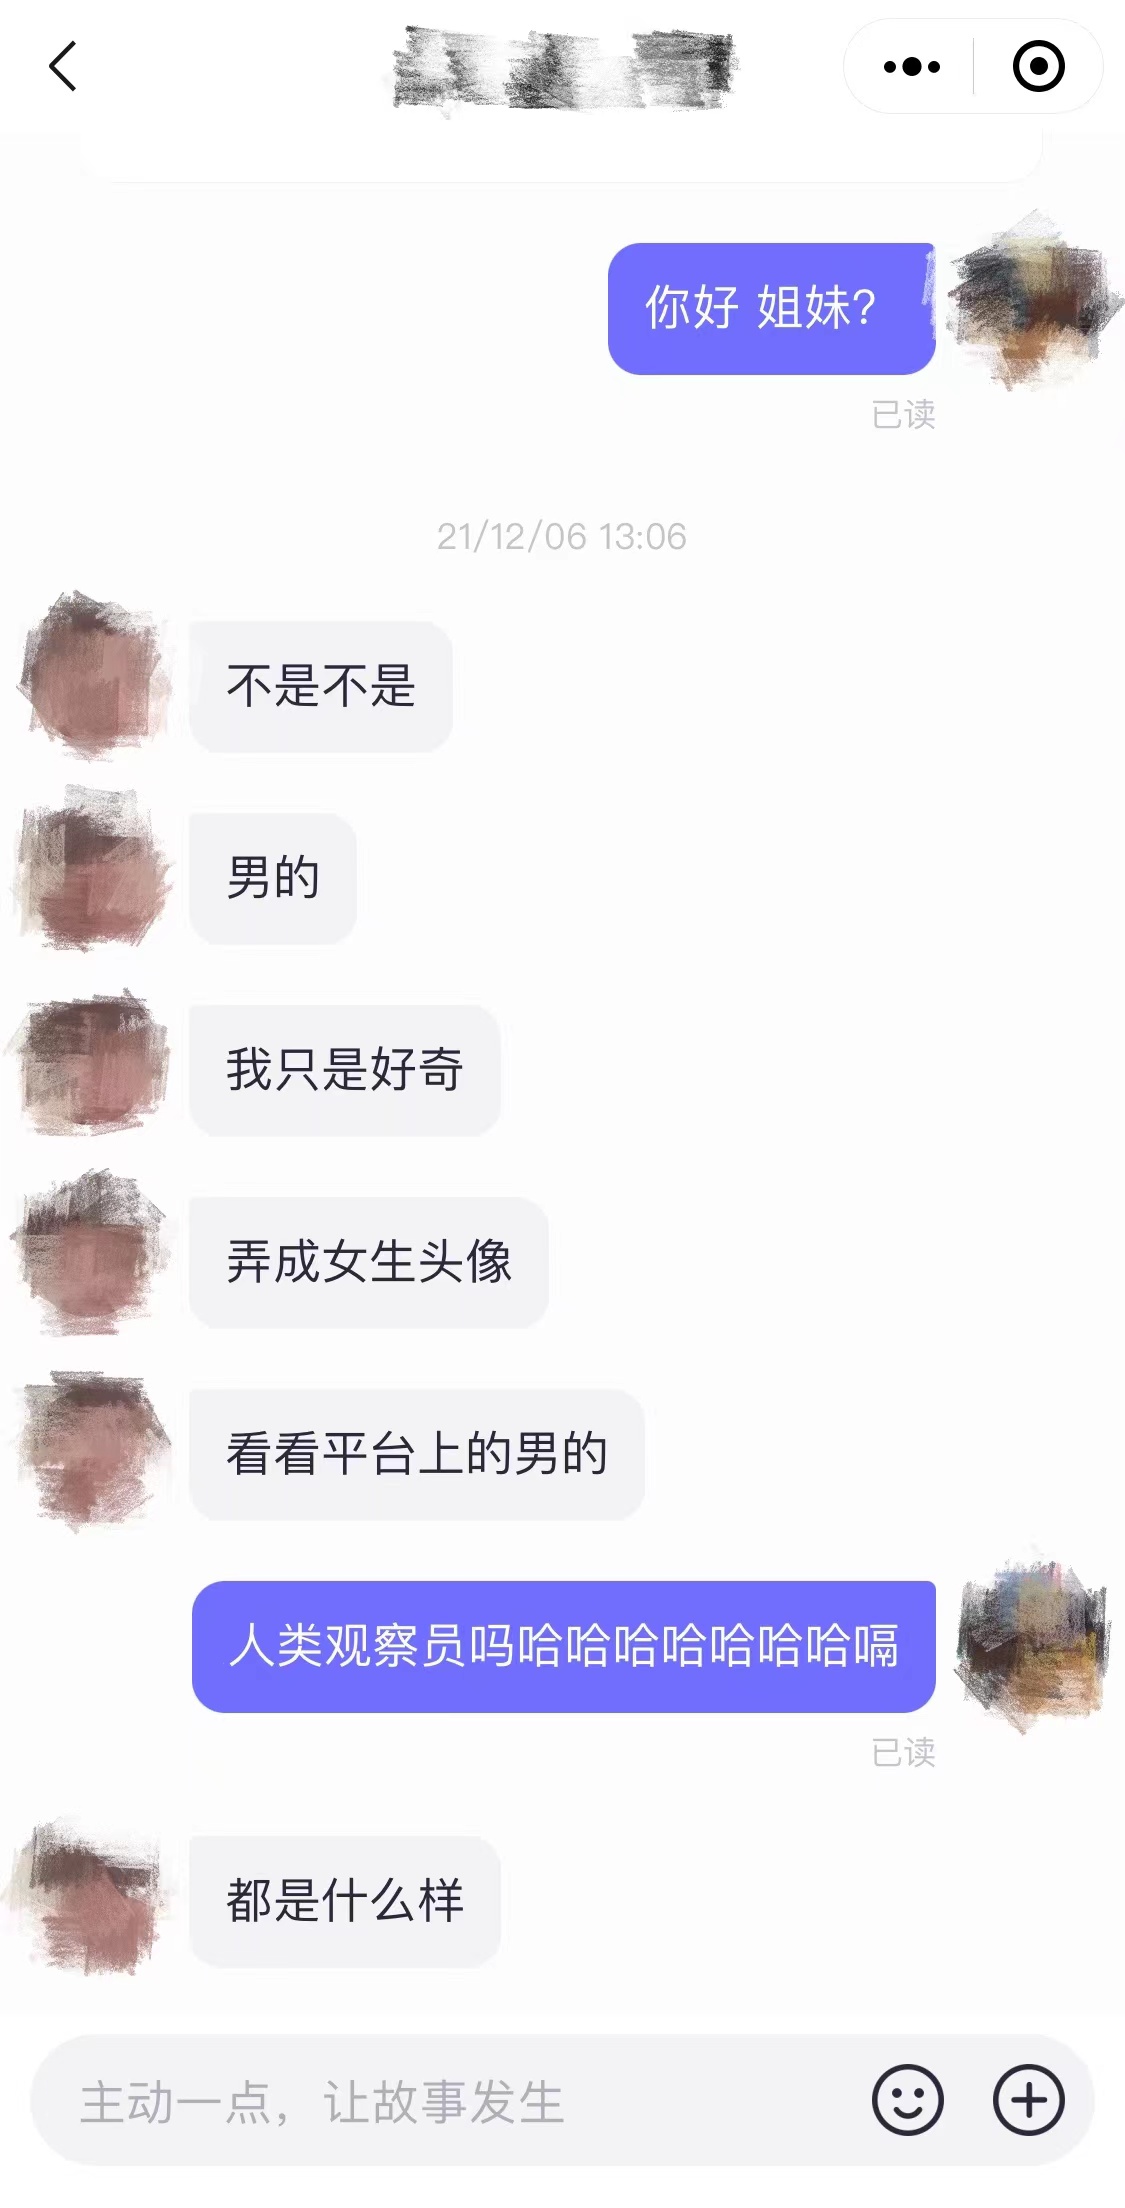 你好 姐妹?
已读
21/12/06 13:06
不是不是
男的
我只是好奇
弄成女生头像
看看平台上的男的
人类观察员吗哈哈哈哈哈哈哈嗝
已读
都是什么样
主动一点，让故事发生